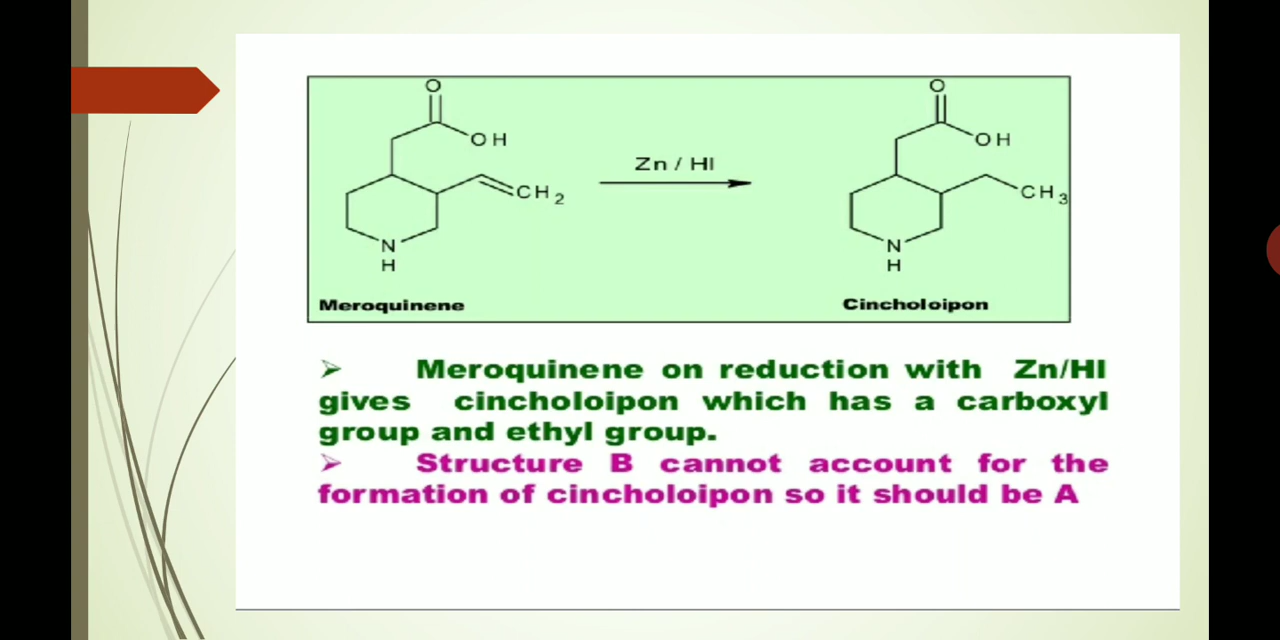 O
OH
CH2
N
H
Meroquinene
Zn / HI
O
OH
CH3
N
H
Cincholoipon
➢ Meroquinene on reduction with Zn/HI
gives cincholoipon which has a carboxyl
group and ethyl group.
➢ Structure B cannot account for the
formation of cincholoipon so it should be A